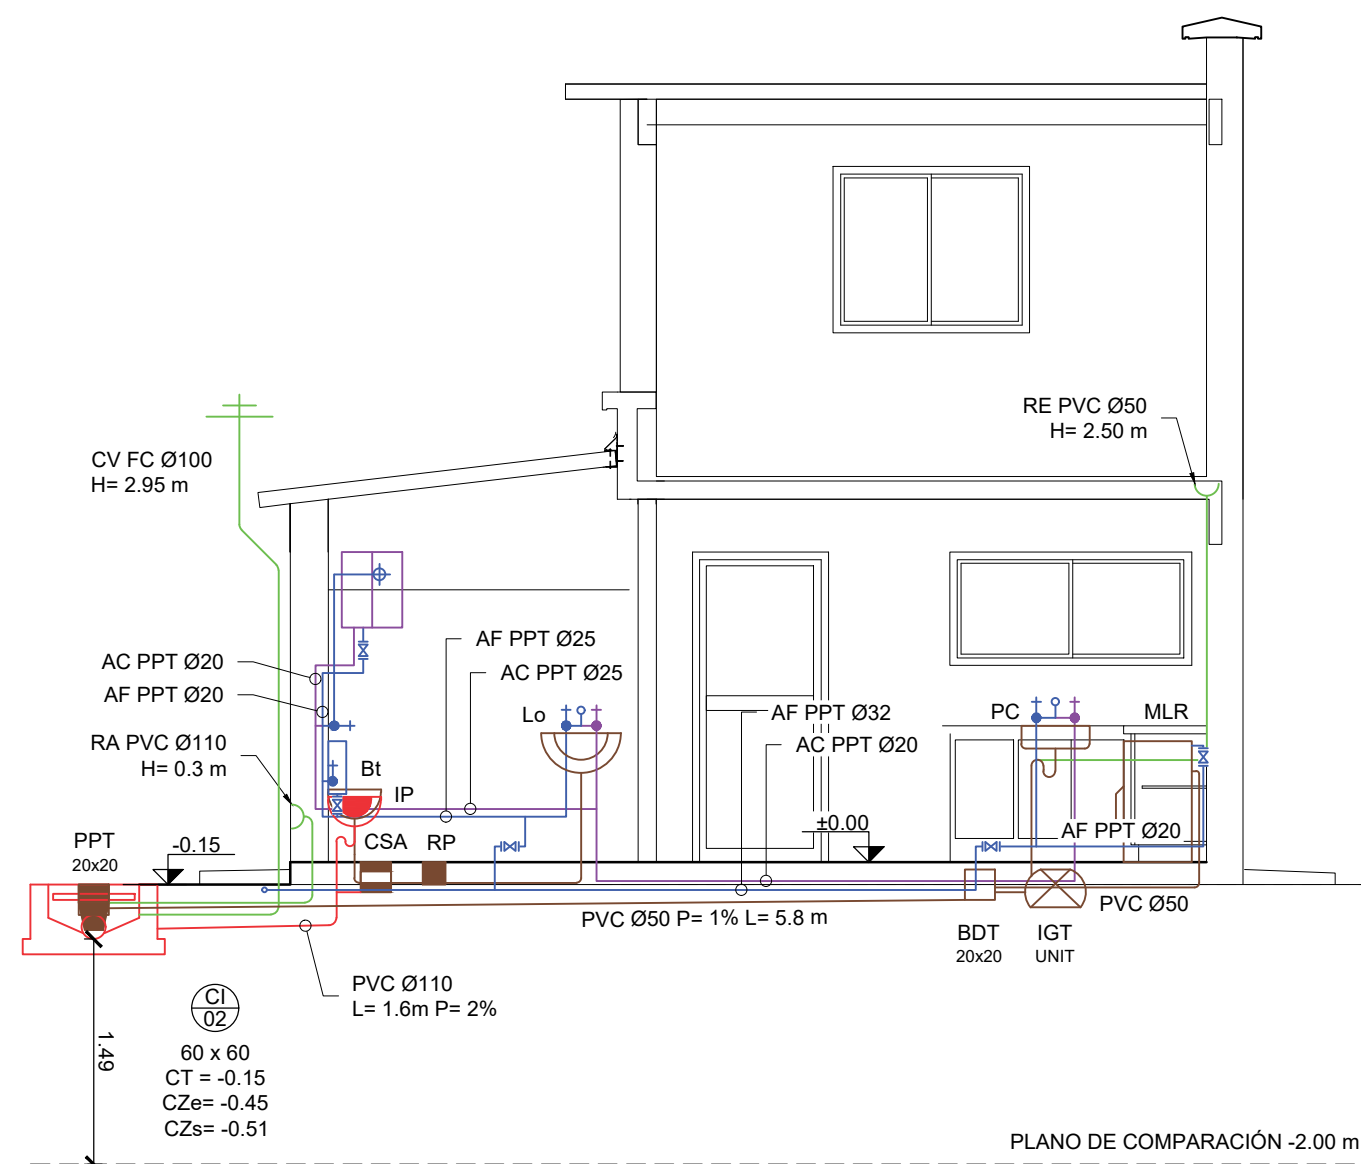 RE PVC Ø50
H= 2.50 m
CV FC Ø100
H= 2.95 m
AF PPT Ø25
AC PPT Ø20
AC PPT Ø25
AF PPT Ø20
Lo
AF PPT Ø32
PC
MLR
RA PVC Ø110
H= 0.3 m
AC PPT Ø20
Bt
IP
PPT
20x20
-0.15
CSA
RP
±0.00
AF PPT Ø20
PVC Ø50 P= 1% L= 5.8 m
PVC Ø50
BDT
20x20
IGT
UNIT
PVC Ø110
L= 1.6m P= 2%
CI
02
1.49
60 x 60
CT = -0.15
CZe= -0.45
CZs= -0.51
PLANO DE COMPARACIÓN -2.00 m